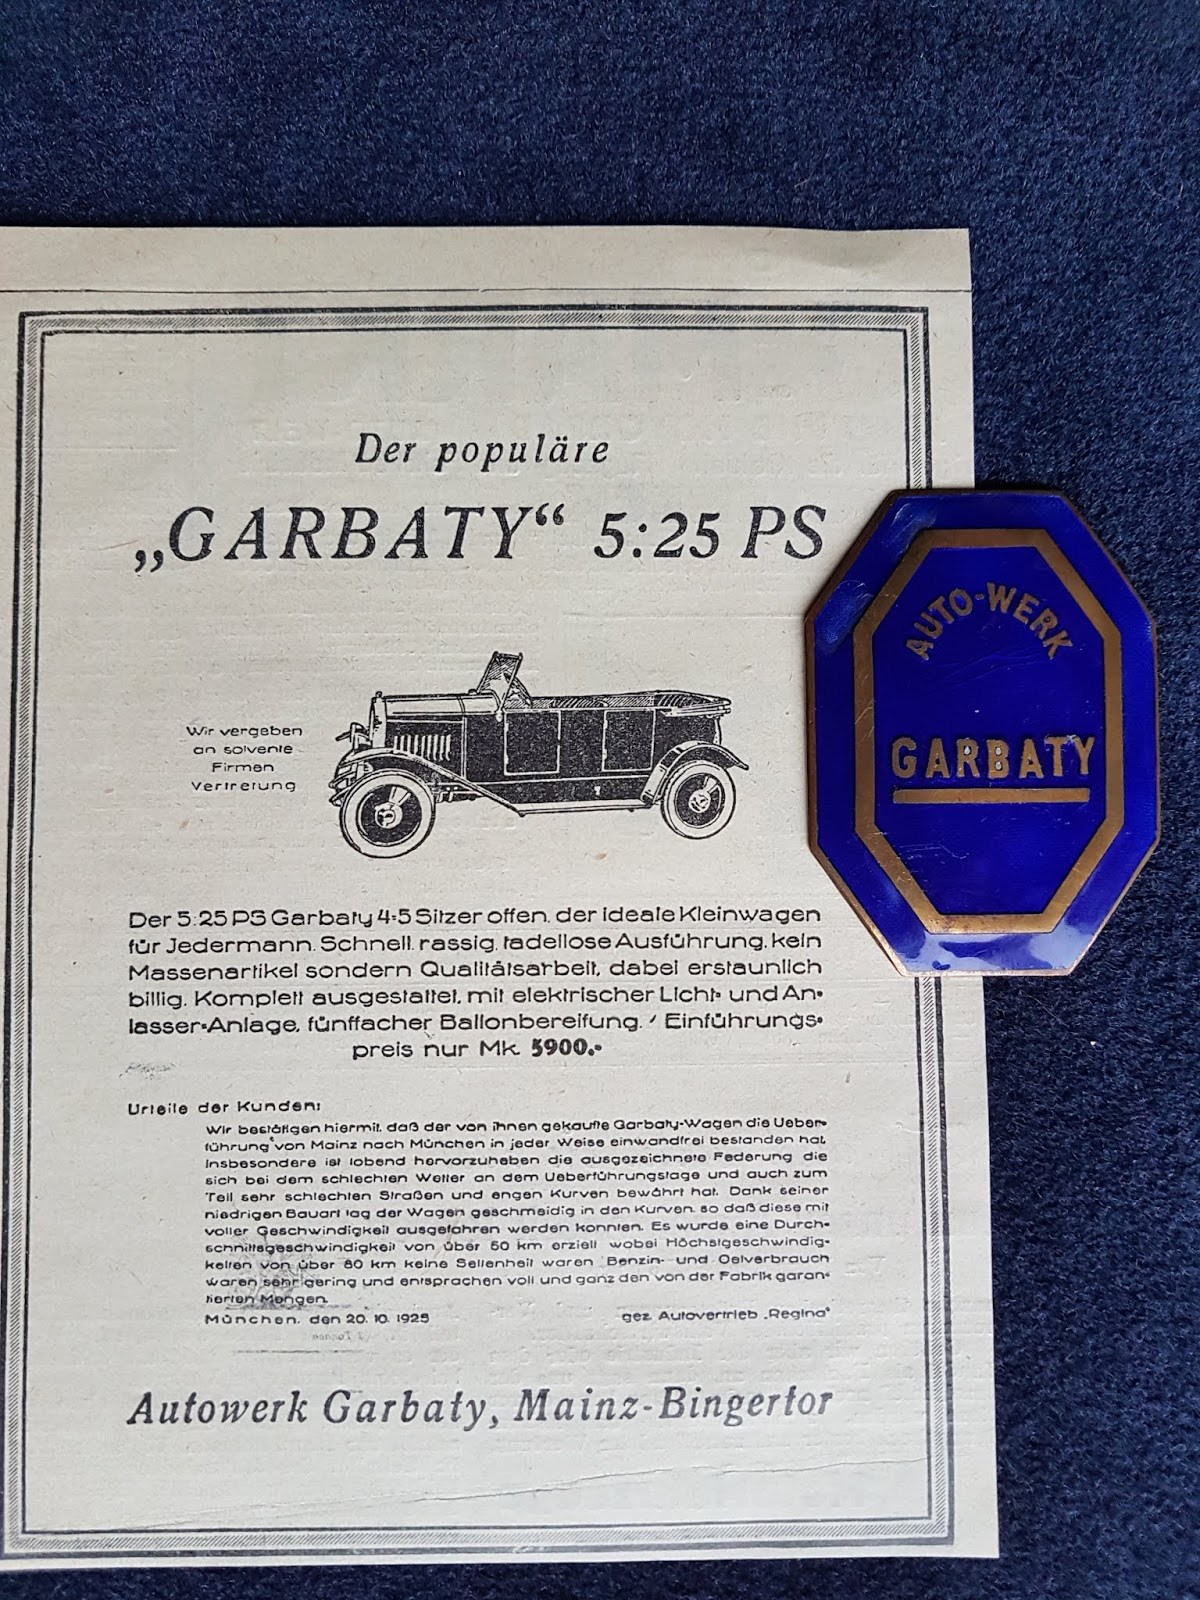 Der populäre
„GARBATY“ 5:25 PS
Wir vergeben
an solvente
Firmen
Vertretung
Der 5:25 PS Garbaty 4-5 Sitzer offen, der ideale Kleinwagen
für Jedermann. Schnell, rassig, tadellose Ausführung, kein
Massenartikel sondern Qualitätsarbeit, dabei erstaunlich
billig. Komplett ausgestattet, mit elektrischer Licht- und An-
lasser-Anlage, fünffacher Ballonbereifung. / Einführungs-
preis nur Mk. 5900.-
Urteile der Kunden:
Wir bestätigen hiermit, daß der von ihnen gekaufte Garbaty-Wagen die Ueber-
führung von Mainz nach München in jeder Weise einwandfrei bestanden hat.
Insbesondere ist lobend hervorzuheben die ausgezeichnete Federung die
sich bei dem schlechten Wetter an dem Ueberführungstage und auch zum
Teil sehr schlechten Straßen und engen Kurven bewährt hat. Dank seiner
niedrigen Bauart lag der Wagen geschmeidig in den Kurven, so daß diese mit
voller Geschwindigkeit ausgefahren werden konnten. Es wurde eine Durch-
schnittsgeschwindigkeit von über 50 km erzielt wobei Höchstgeschwindig-
keiten von über 80 km keine Seltenheit waren. Benzin- und Oelverbrauch
waren sehr gering und entsprachen voll und ganz den von der Fabrik garan-
tierten Mengen.
München, den 20. 10. 1925 gez. Autovertrieb „Regina“
Autowerk Garbaty, Mainz-Bingertor
AUTO-WERK
GARBATY